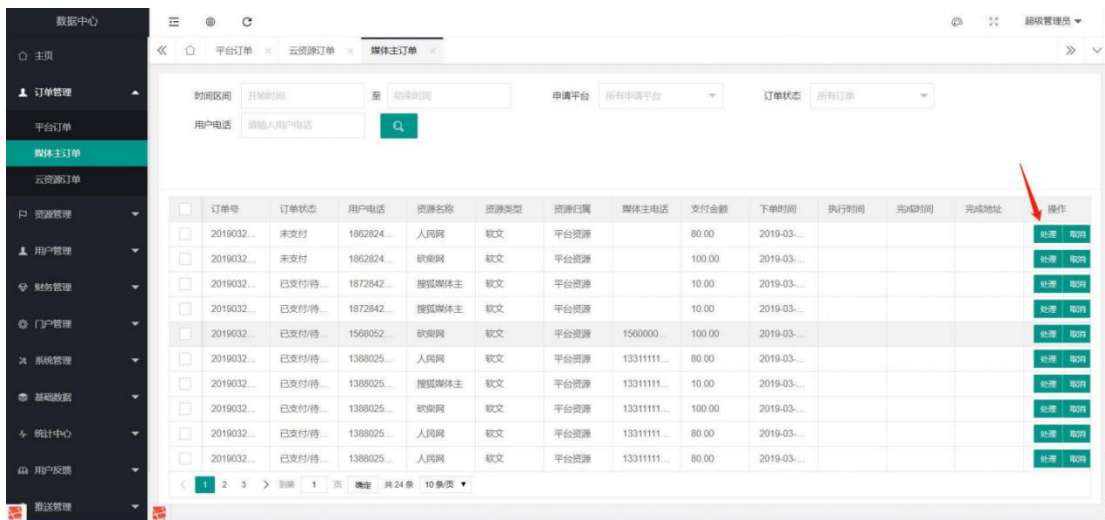 数据中心
超级管理员
主页
平台订单 × 云资源订单 × 媒体主订单 ×
订单管理
时间区间 开始时间 至 结束时间 申请平台 所有申请平台 订单状态 所有订单
平台订单
用户电话 请输入用户电话
媒体主订单
云资源订单
资源管理
用户管理
财务管理
门户管理
系统管理
基础数据
统计中心
用户反馈
推送管理
订单号 订单状态 用户电话 资源名称 资源类型 资源归属 媒体主电话 支付金额 下单时间 执行时间 完成时间 完成地址 操作
2019032... 未支付 1862824... 人民网 软文 平台资源 80.00 2019-03-... 处理 取消
2019032... 未支付 1862824... 砍柴网 软文 平台资源 100.00 2019-03-... 处理 取消
2019032... 已支付/待... 1872842... 搜狐媒体主 软文 平台资源 10.00 2019-03-... 处理 取消
2019032... 已支付/待... 1872842... 搜狐媒体主 软文 平台资源 10.00 2019-03-... 处理 取消
2019032... 已支付/待... 1568052... 砍柴网 软文 平台资源 1560000... 100.00 2019-03-... 处理 取消
2019032... 已支付/待... 1388025... 人民网 软文 平台资源 13311111... 80.00 2019-03-... 处理 取消
2019032... 已支付/待... 1388025... 搜狐媒体主 软文 平台资源 13311111... 10.00 2019-03-... 处理 取消
2019032... 已支付/待... 1388025... 砍柴网 软文 平台资源 13311111... 100.00 2019-03-... 处理 取消
2019032... 已支付/待... 1388025... 人民网 软文 平台资源 13311111... 80.00 2019-03-... 处理 取消
2019032... 已支付/待... 1388025... 人民网 软文 平台资源 13311111... 80.00 2019-03-... 处理 取消
1 2 3 到第 1 页 确定 共 24 条 10 条/页